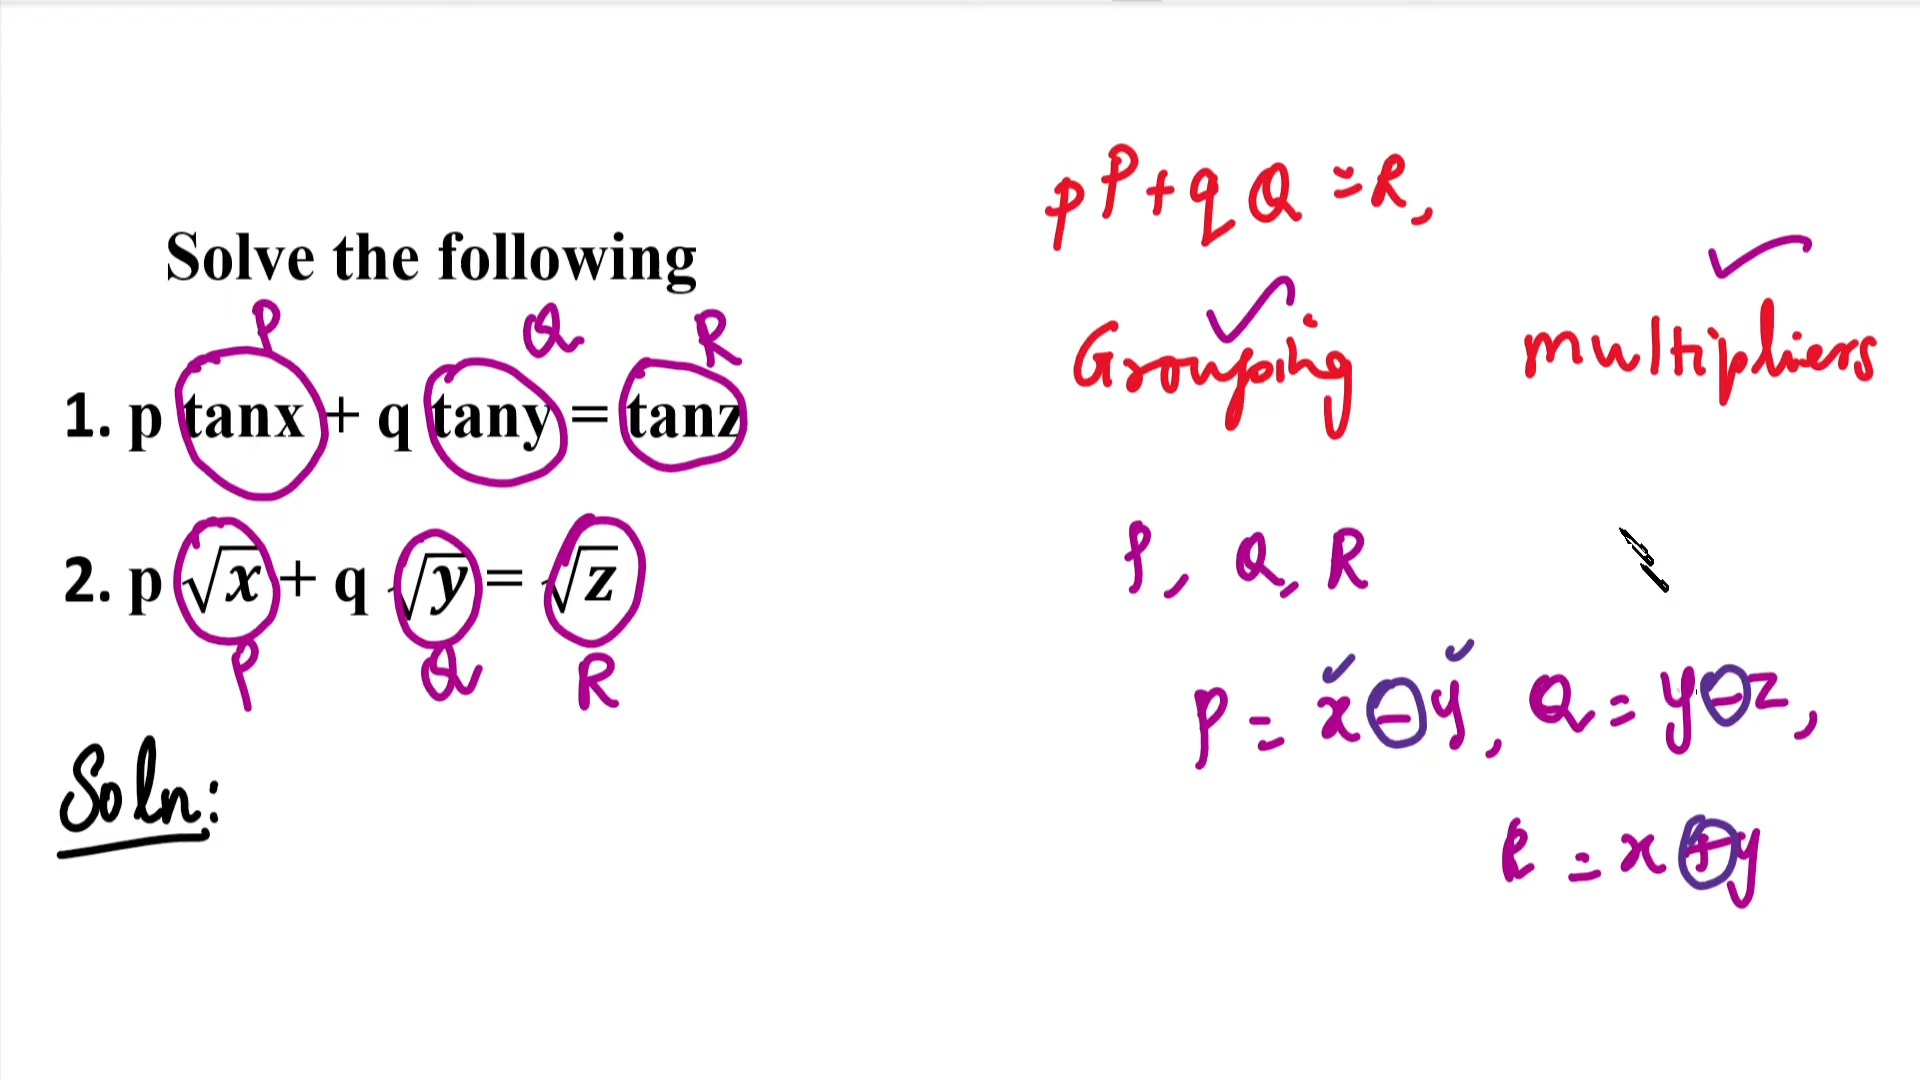 Solve the following
P Q R
1. p tanx + q tany = tanz
2. p √x + q √y = √z
P Q R
Soln:
pP + qQ = R,
Grouping multipliers
P, Q, R
P = x - y, Q = y - z,
R = x + y